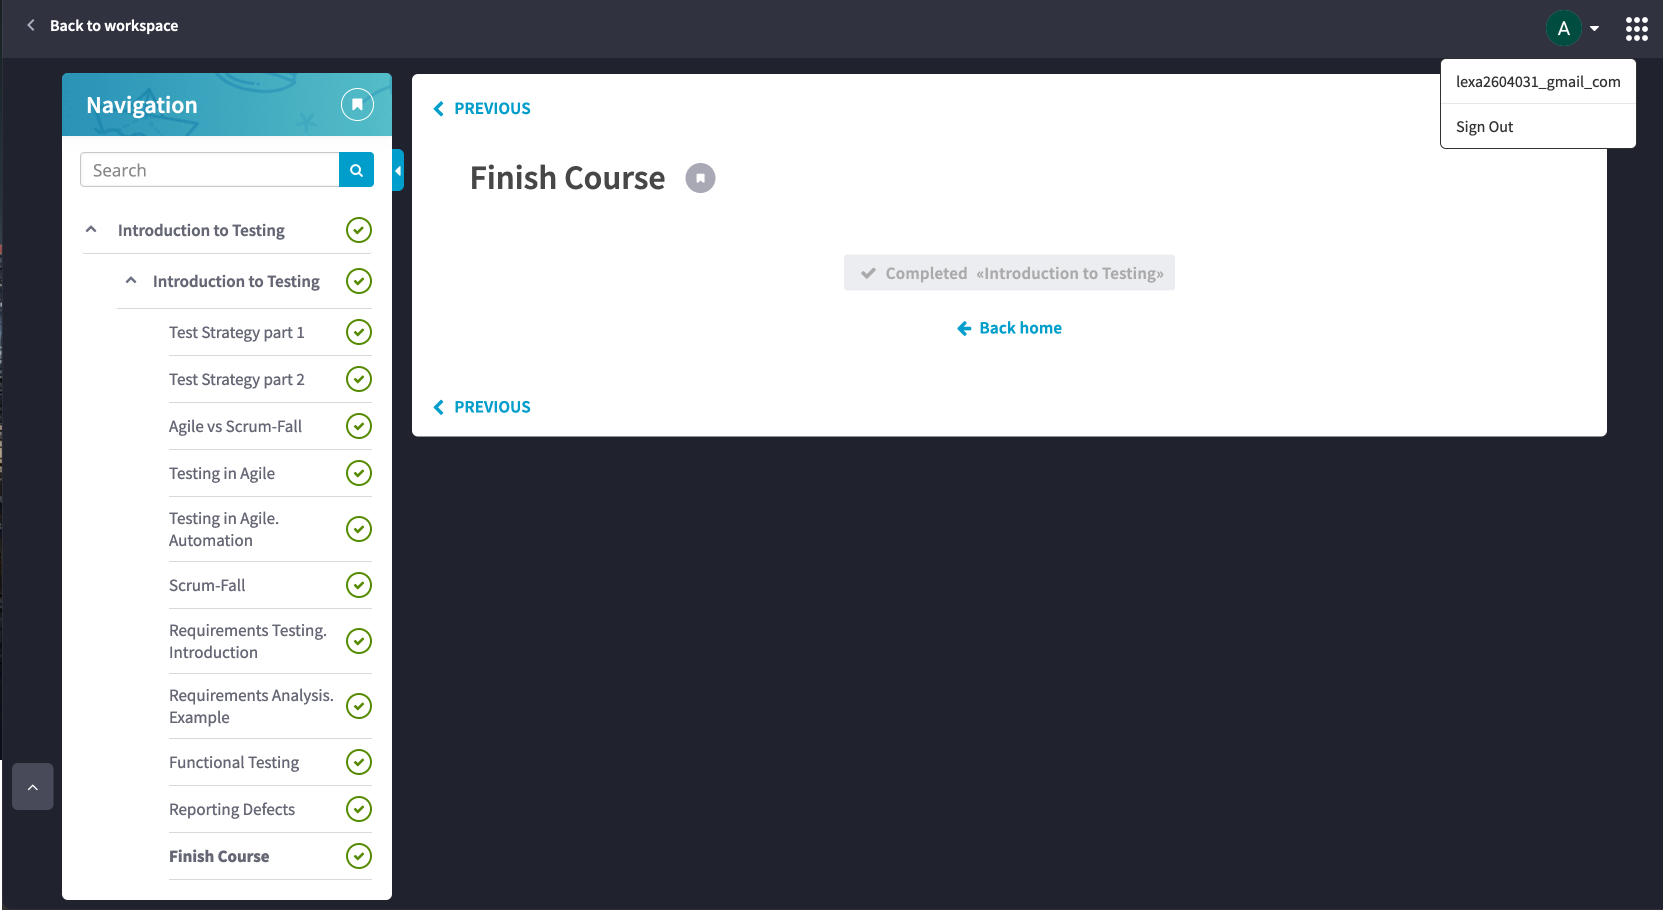 Back to workspace
A
lexa2604031_gmail_com
Sign Out
Navigation
Search
Introduction to Testing
Introduction to Testing
Test Strategy part 1
Test Strategy part 2
Agile vs Scrum-Fall
Testing in Agile
Testing in Agile.
Automation
Scrum-Fall
Requirements Testing.
Introduction
Requirements Analysis.
Example
Functional Testing
Reporting Defects
Finish Course
PREVIOUS
Finish Course
Completed «Introduction to Testing»
Back home
PREVIOUS